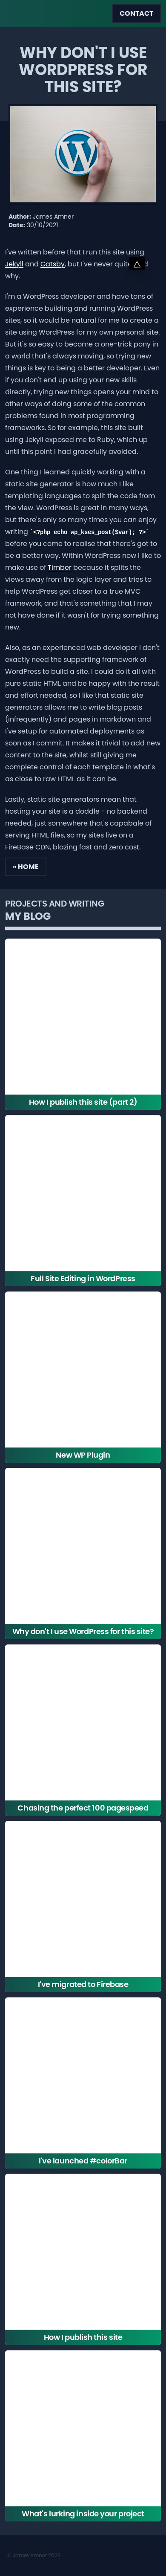 CONTACT
WHY DON'T I USE
WORDPRESS FOR
THIS SITE?
Author: James Amner
Date: 30/10/2021
I've written before that I run this site using
Jekyll and Gatsby, but I've never quite said
why.
I'm a WordPress developer and have tons of
experience building and running WordPress
sites, so it would be natural for me to create a
site using WordPress for my own personal site.
But it's so easy to become a one-trick pony in
a world that's always moving, so trying new
things is key to being a better developer. Even
if you don't end up using your new skills
directly, trying new things opens your mind to
other ways of doing some of the common
problems that exist in most programming
frameworks. So for example, this site built
using Jekyll exposed me to Ruby, which up
until this point I had gracefully avoided.
One thing I learned quickly working with a
static site generator is how much I like
templating languages to split the code from
the view. WordPress is great in many ways,
but there's only so many times you can enjoy
writing `<?php echo wp_kses_post($var); ?>`
before you come to realise that there's got to
be a better way. Within WordPress now I like to
make use of Timber because it splits the
views away from the logic layer and tries to
help WordPress get closer to a true MVC
framework, and that's something that I may
not have have done if it wasn't for trying something
new.
Also, as an experienced web developer I don't
exactly need the supporting framework of
WordPress to build a site. I could do it all with
pure static HTML and be happy with the result
and effort needed, so I like that static site
generators allow me to write blog posts
(infrequently) and pages in markdown and
I've setup for automated deployments as
soon as I commit. It makes it trivial to add new
content to the site, whilst still giving me
complete control of each template in what's
as close to raw HTML as it can be.
Lastly, static site generators mean that
hosting your site is a doddle - no backend
needed, just somewhere that's capable of
serving HTML files, so my sites live on a
FireBase CDN, blazing fast and zero cost.
« HOME
PROJECTS AND WRITING
MY BLOG
How I publish this site (part 2)
Full Site Editing in WordPress
New WP Plugin
Why don't I use WordPress for this site?
Chasing the perfect 100 pagespeed
I've migrated to Firebase
I've launched #colorBar
How I publish this site
What's lurking inside your project
© James Amner 2023